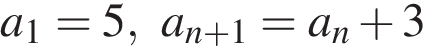 a₁ = 5, aₙ₊₁ = aₙ + 3